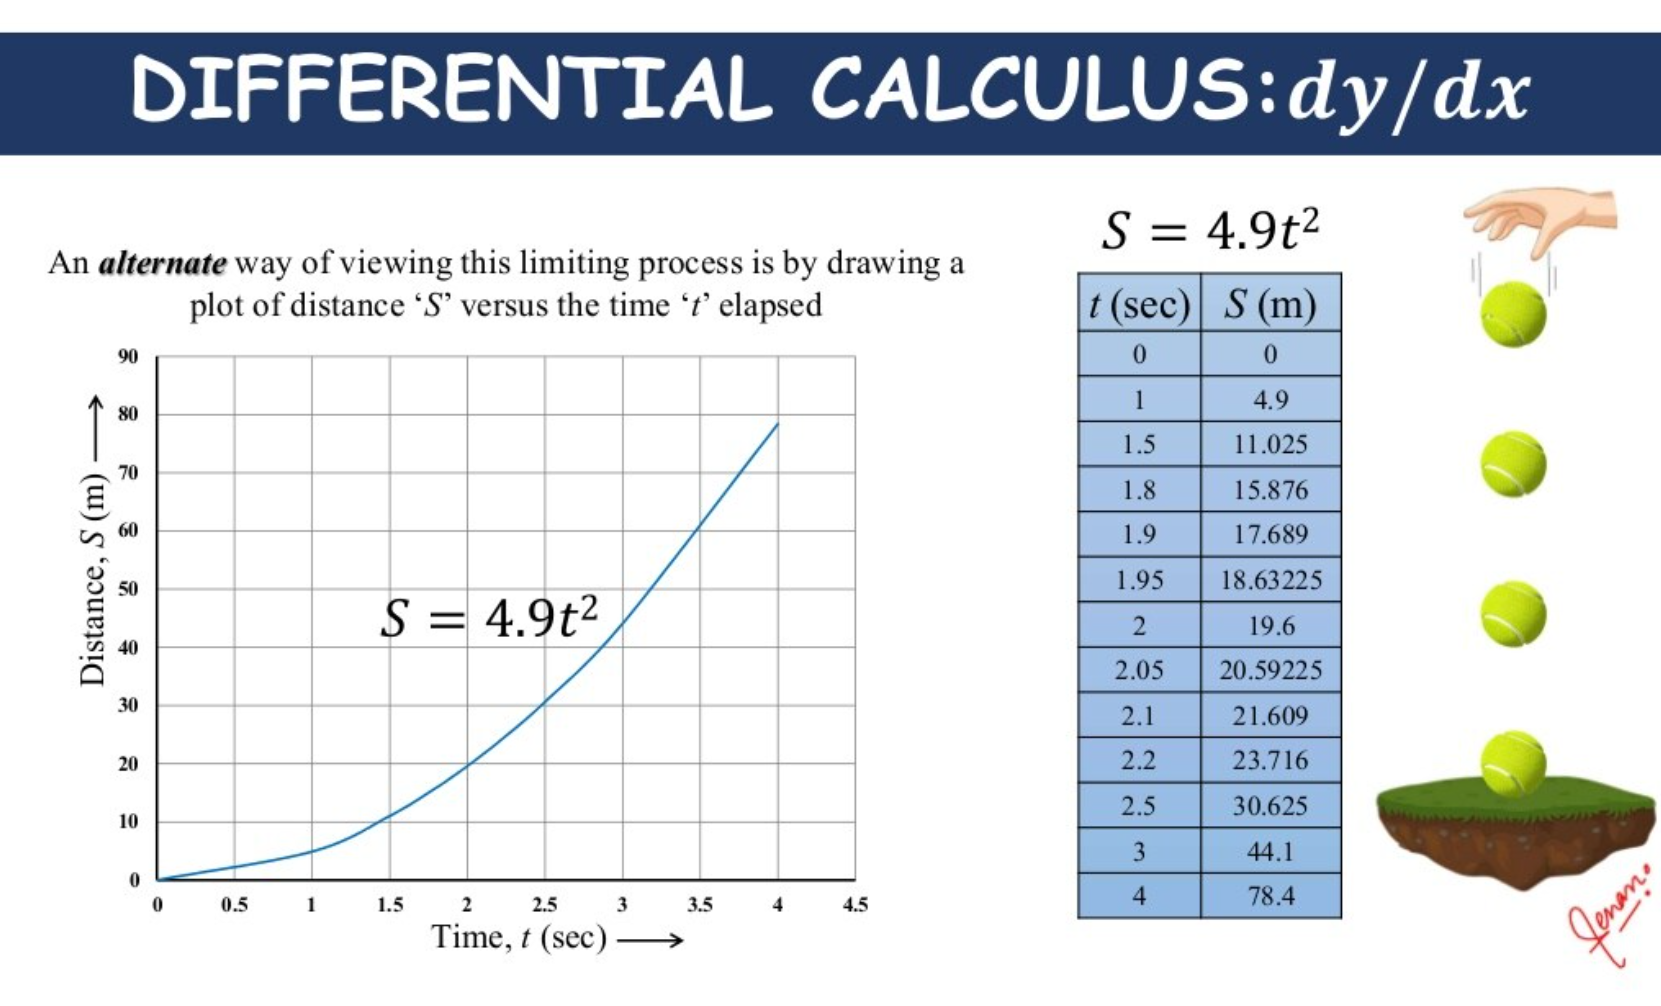 DIFFERENTIAL CALCULUS:dy/dx
An alternate way of viewing this limiting process is by drawing a
plot of distance ‘S’ versus the time ‘t’ elapsed
90
80
70
60
50
40
30
20
10
0
Distance, S (m)
S = 4.9t²
0 0.5 1 1.5 2 2.5 3 3.5 4 4.5
Time, t (sec)
S = 4.9t²
t (sec) S (m)
0 0
1 4.9
1.5 11.025
1.8 15.876
1.9 17.689
1.95 18.63225
2 19.6
2.05 20.59225
2.1 21.609
2.2 23.716
2.5 30.625
3 44.1
4 78.4